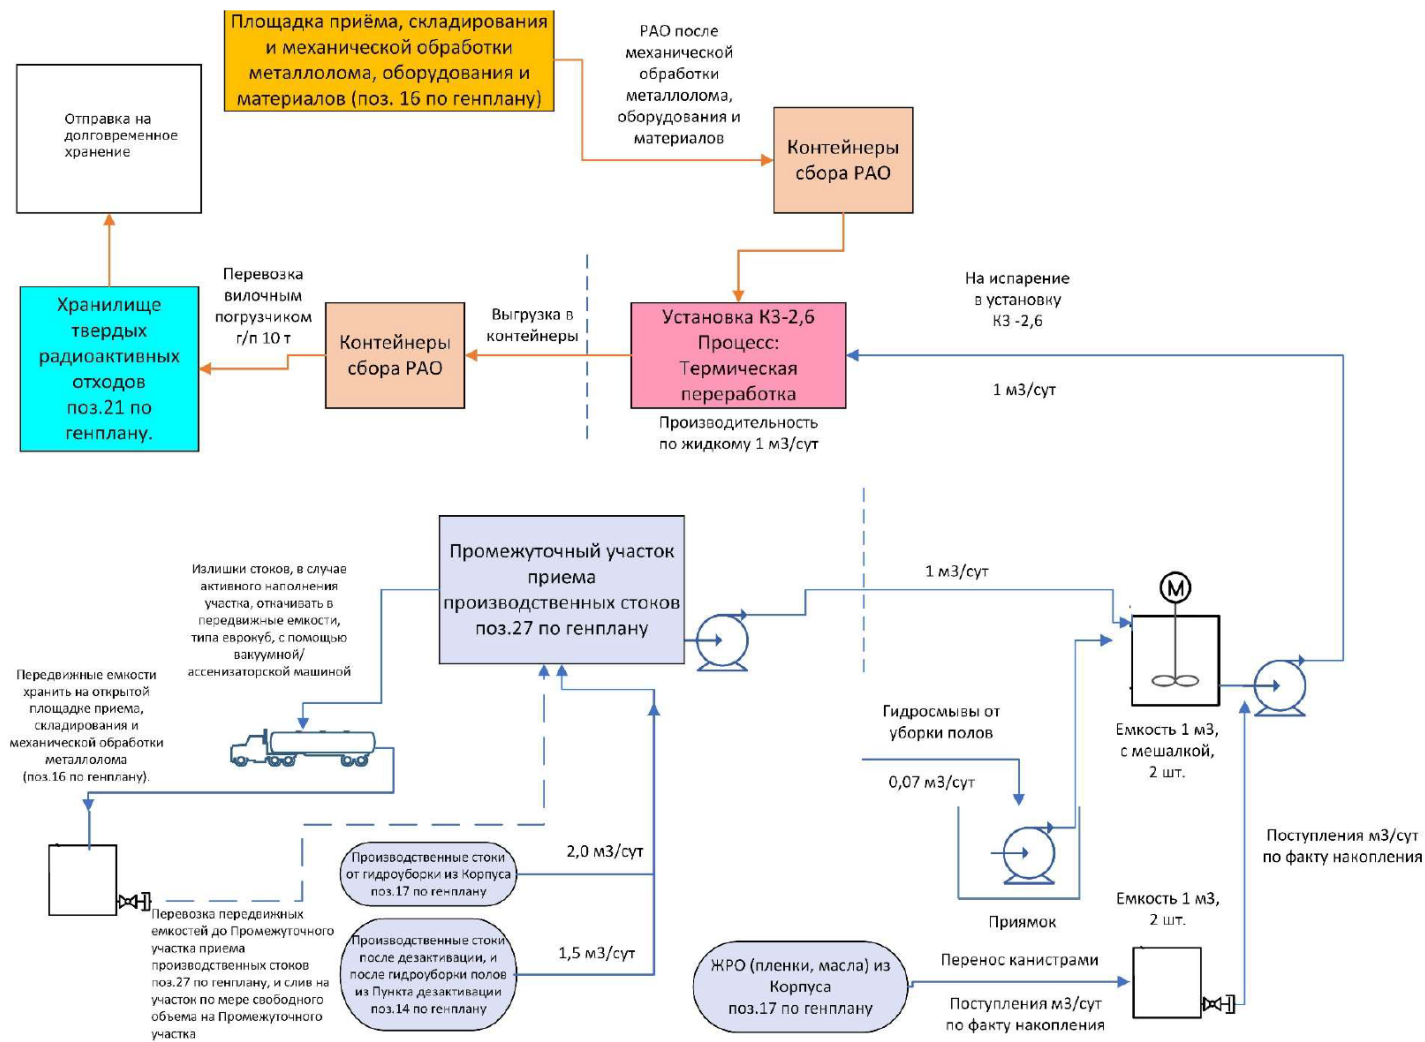 Площадка приёма, складирования
и механической обработки
металлолома, оборудования и
материалов (поз. 16 по генплану)
РАО после
механической
обработки
металлолома,
оборудования и
материалов
Контейнеры
сбора РАО
Отправка на
долговременное
хранение
Хранилище
твердых
радиоактивных
отходов
поз.21 по
генплану.
Перевозка
вилочным
погрузчиком
г/п 10 т
Контейнеры
сбора РАО
Выгрузка в
контейнеры
Установка КЗ-2,6
Процесс:
Термическая
переработка
Производительность
по жидкому 1 м3/сут
На испарение
в установку
КЗ -2,6
1 м3/сут
Промежуточный участок
приема
производственных стоков
поз.27 по генплану
Излишки стоков, в случае
активного наполнения
участка, откачивать в
передвижные емкости,
типа еврокуб, с помощью
вакуумной/
ассенизаторской машиной
Передвижные емкости
хранить на открытой
площадке приема,
складирования и
механической обработки
металлолома
(поз.16 по генплану).
1 м3/сут
М
Емкость 1 м3,
с мешалкой,
2 шт.
Гидросмывы от
уборки полов
0,07 м3/сут
Приямок
Поступления м3/сут
по факту накопления
Производственные стоки
от гидроуборки из Корпуса
поз.17 по генплану
2,0 м3/сут
Производственные стоки
после дезактивации, и
после гидроуборки полов
из Пункта дезактивации
поз.14 по генплану
1,5 м3/сут
Перевозка передвижных
емкостей до Промежуточного
участка приема
производственных стоков
поз.27 по генплану, и слив на
участок по мере свободного
объема на Промежуточного
участка
ЖРО (пленки, масла) из
Корпуса
поз.17 по генплану
Перенос канистрами
Поступления м3/сут
по факту накопления
Емкость 1 м3,
2 шт.